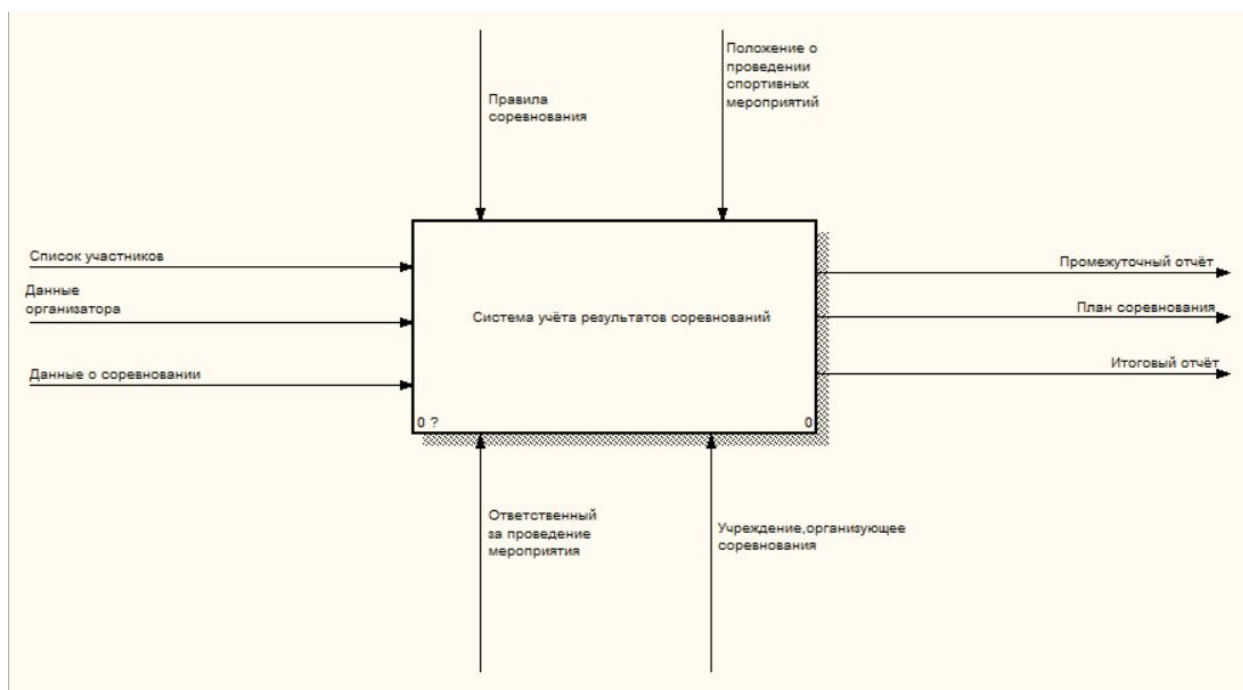 Положение о
проведении
спортивных
мероприятий
Правила
соревнования
Список участников
Данные
организатора
Данные о соревновании
Система учёта результатов соревнований
0 ?
0
Промежуточный отчёт
План соревнования
Итоговый отчёт
Ответственный
за проведение
мероприятия
Учреждение,организующее
соревнования